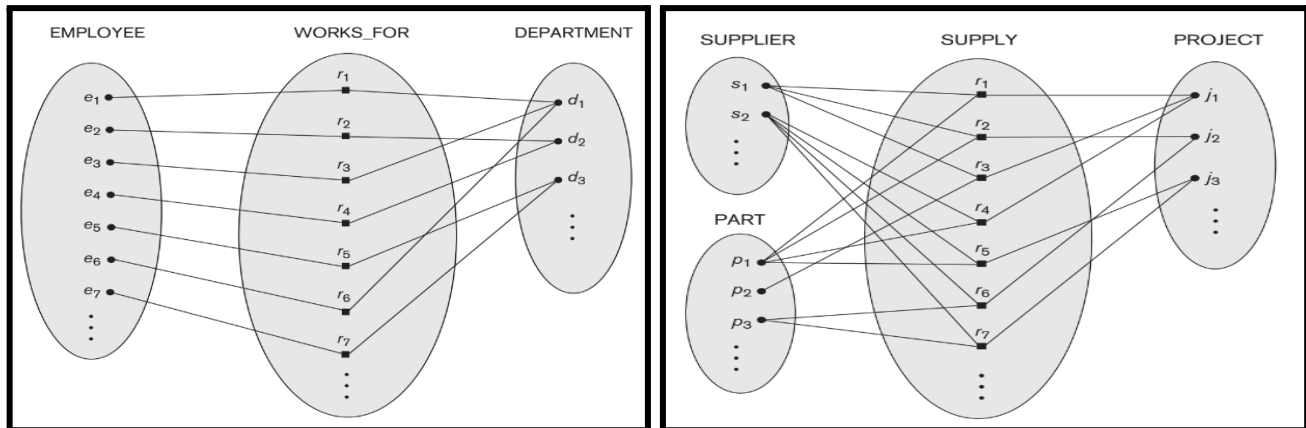 EMPLOYEE WORKS_FOR DEPARTMENT
r1
e1 d1
r2
e2 d2
e3 r3
d3
e4 r4
e5 r5
e6 r6
e7 r7
SUPPLIER SUPPLY PROJECT
s1 r1 j1
s2 r2 j2
r3 j3
PART r4
p1 r5
p2 r6
p3 r7